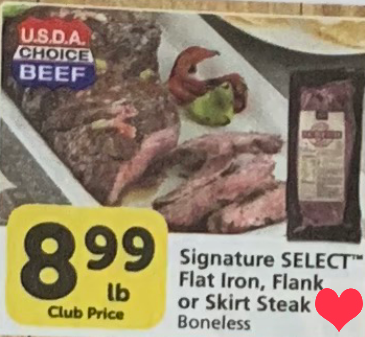 U.S.D.A.
CHOICE
BEEF
8.99
lb
Club Price
Signature SELECT™
Flat Iron, Flank
or Skirt Steak
Boneless